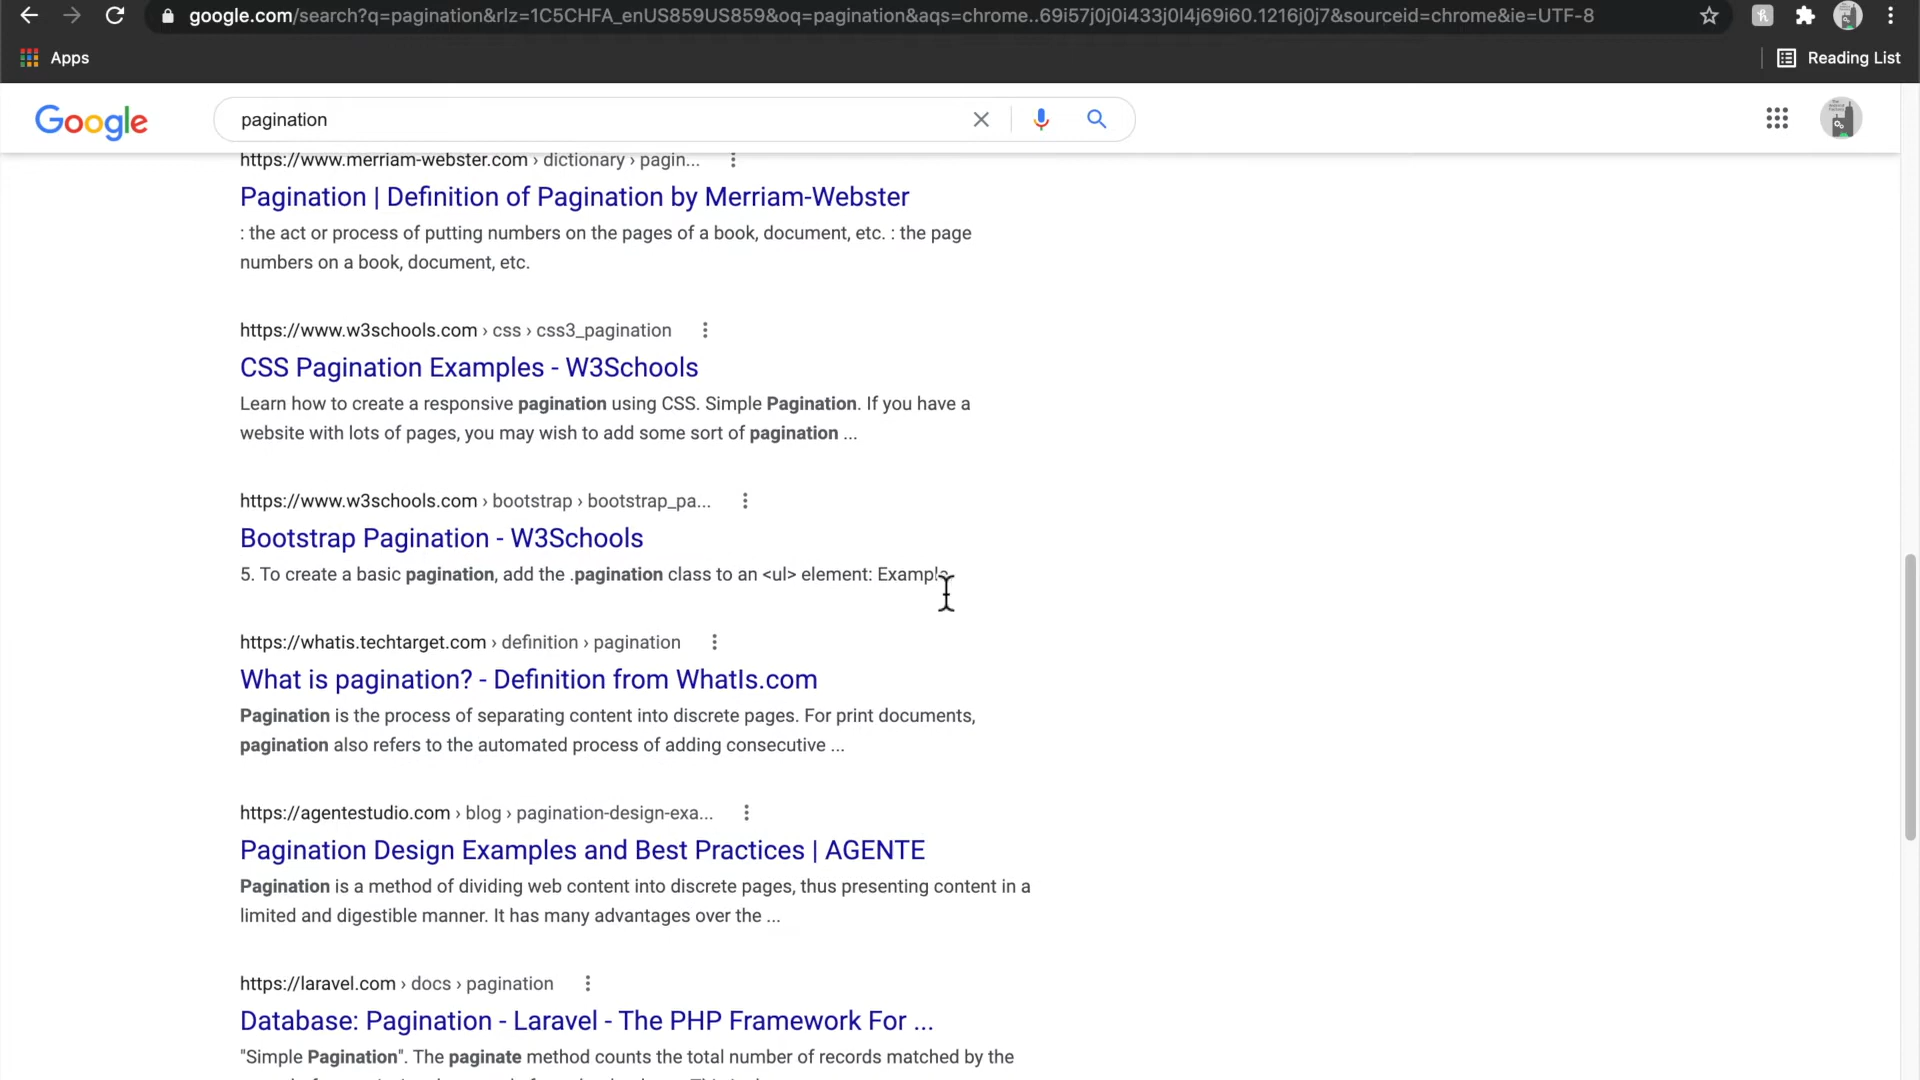 google.com/search?q=pagination&rlz=1C5CHFA_enUS859US859&oq=pagination&aqs=chrome..69i57j0j0i433j0l4j69i60.1216j0j7&sourceid=chrome&ie=UTF-8
Apps
Reading List
Google
pagination
https://www.merriam-webster.com › dictionary › pagin...
Pagination | Definition of Pagination by Merriam-Webster
: the act or process of putting numbers on the pages of a book, document, etc. : the page
numbers on a book, document, etc.
https://www.w3schools.com › css › css3_pagination
CSS Pagination Examples - W3Schools
Learn how to create a responsive pagination using CSS. Simple Pagination. If you have a
website with lots of pages, you may wish to add some sort of pagination ...
https://www.w3schools.com › bootstrap › bootstrap_pa...
Bootstrap Pagination - W3Schools
5. To create a basic pagination, add the .pagination class to an <ul> element: Example
https://whatis.techtarget.com › definition › pagination
What is pagination? - Definition from WhatIs.com
Pagination is the process of separating content into discrete pages. For print documents,
pagination also refers to the automated process of adding consecutive ...
https://agentestudio.com › blog › pagination-design-exa...
Pagination Design Examples and Best Practices | AGENTE
Pagination is a method of dividing web content into discrete pages, thus presenting content in a
limited and digestible manner. It has many advantages over the ...
https://laravel.com › docs › pagination
Database: Pagination - Laravel - The PHP Framework For ...
"Simple Pagination". The paginate method counts the total number of records matched by the